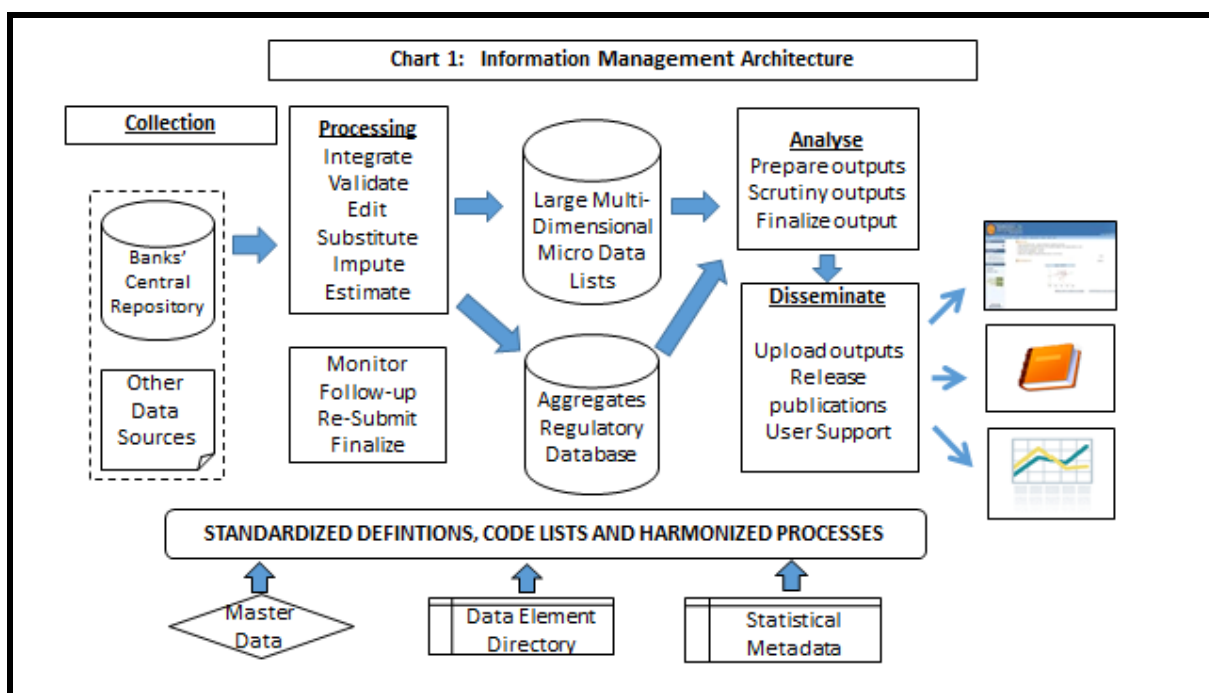 Chart 1: Information Management Architecture
Collection
Banks'
Central
Repository
Other
Data
Sources
Processing
Integrate
Validate
Edit
Substitute
Impute
Estimate
Monitor
Follow-up
Re-Submit
Finalize
Large Multi-
Dimensional
Micro Data
Lists
Aggregates
Regulatory
Database
Analyse
Prepare outputs
Scrutiny outputs
Finalize output
Disseminate
Upload outputs
Release
publications
User Support
STANDARDIZED DEFINTIONS, CODE LISTS AND HARMONIZED PROCESSES
Master
Data
Data Element
Directory
Statistical
Metadata